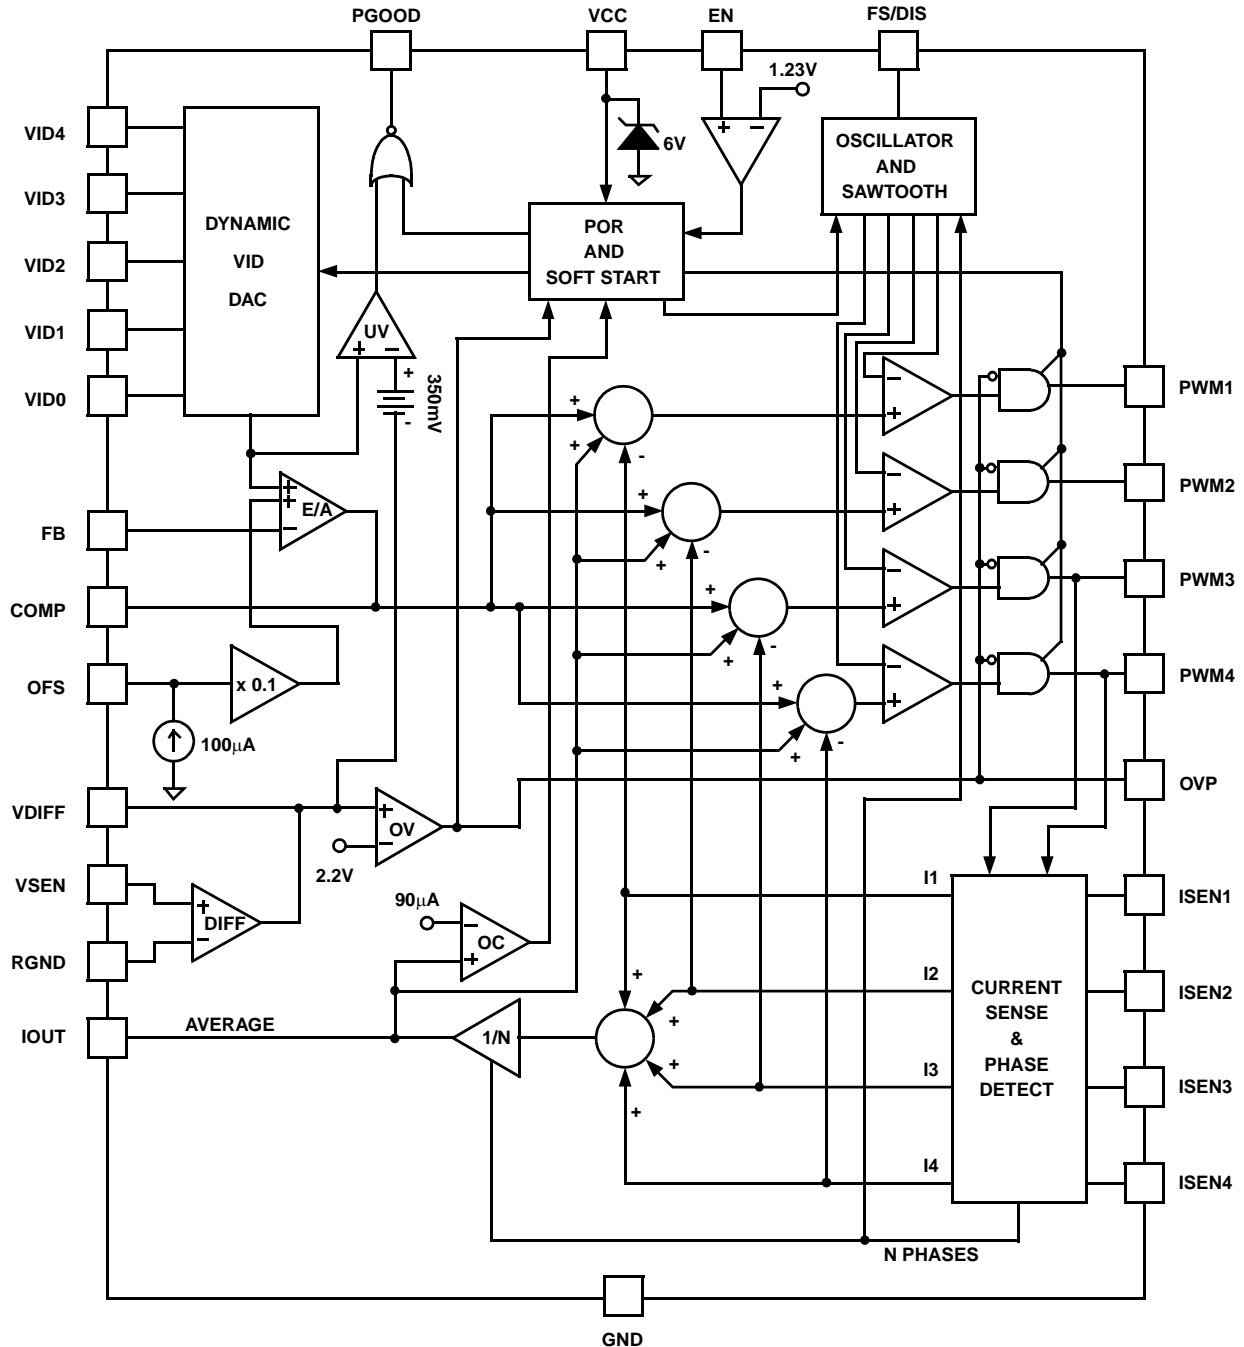 PGOOD
VCC
EN
FS/DIS
1.23V
VID4
VID3
VID2
VID1
VID0
DYNAMIC
VID
DAC
6V
+
−
OSCILLATOR
AND
SAWTOOTH
POR
AND
SOFT START
UV
+
−
+
350mV
-
PWM1
PWM2
PWM3
PWM4
+
+
-
−
+
+
+
E/A
−
FB
+
+
-
−
+
COMP
+
+
-
−
+
OFS
x 0.1
100μA
+
+
-
−
+
VDIFF
+
OV
−
2.2V
OVP
VSEN
+
DIFF
−
RGND
90μA
−
OC
+
I1
I2
I3
I4
ISEN1
ISEN2
ISEN3
ISEN4
CURRENT
SENSE
&
PHASE
DETECT
IOUT
AVERAGE
1/N
+
+
+
+
N PHASES
GND